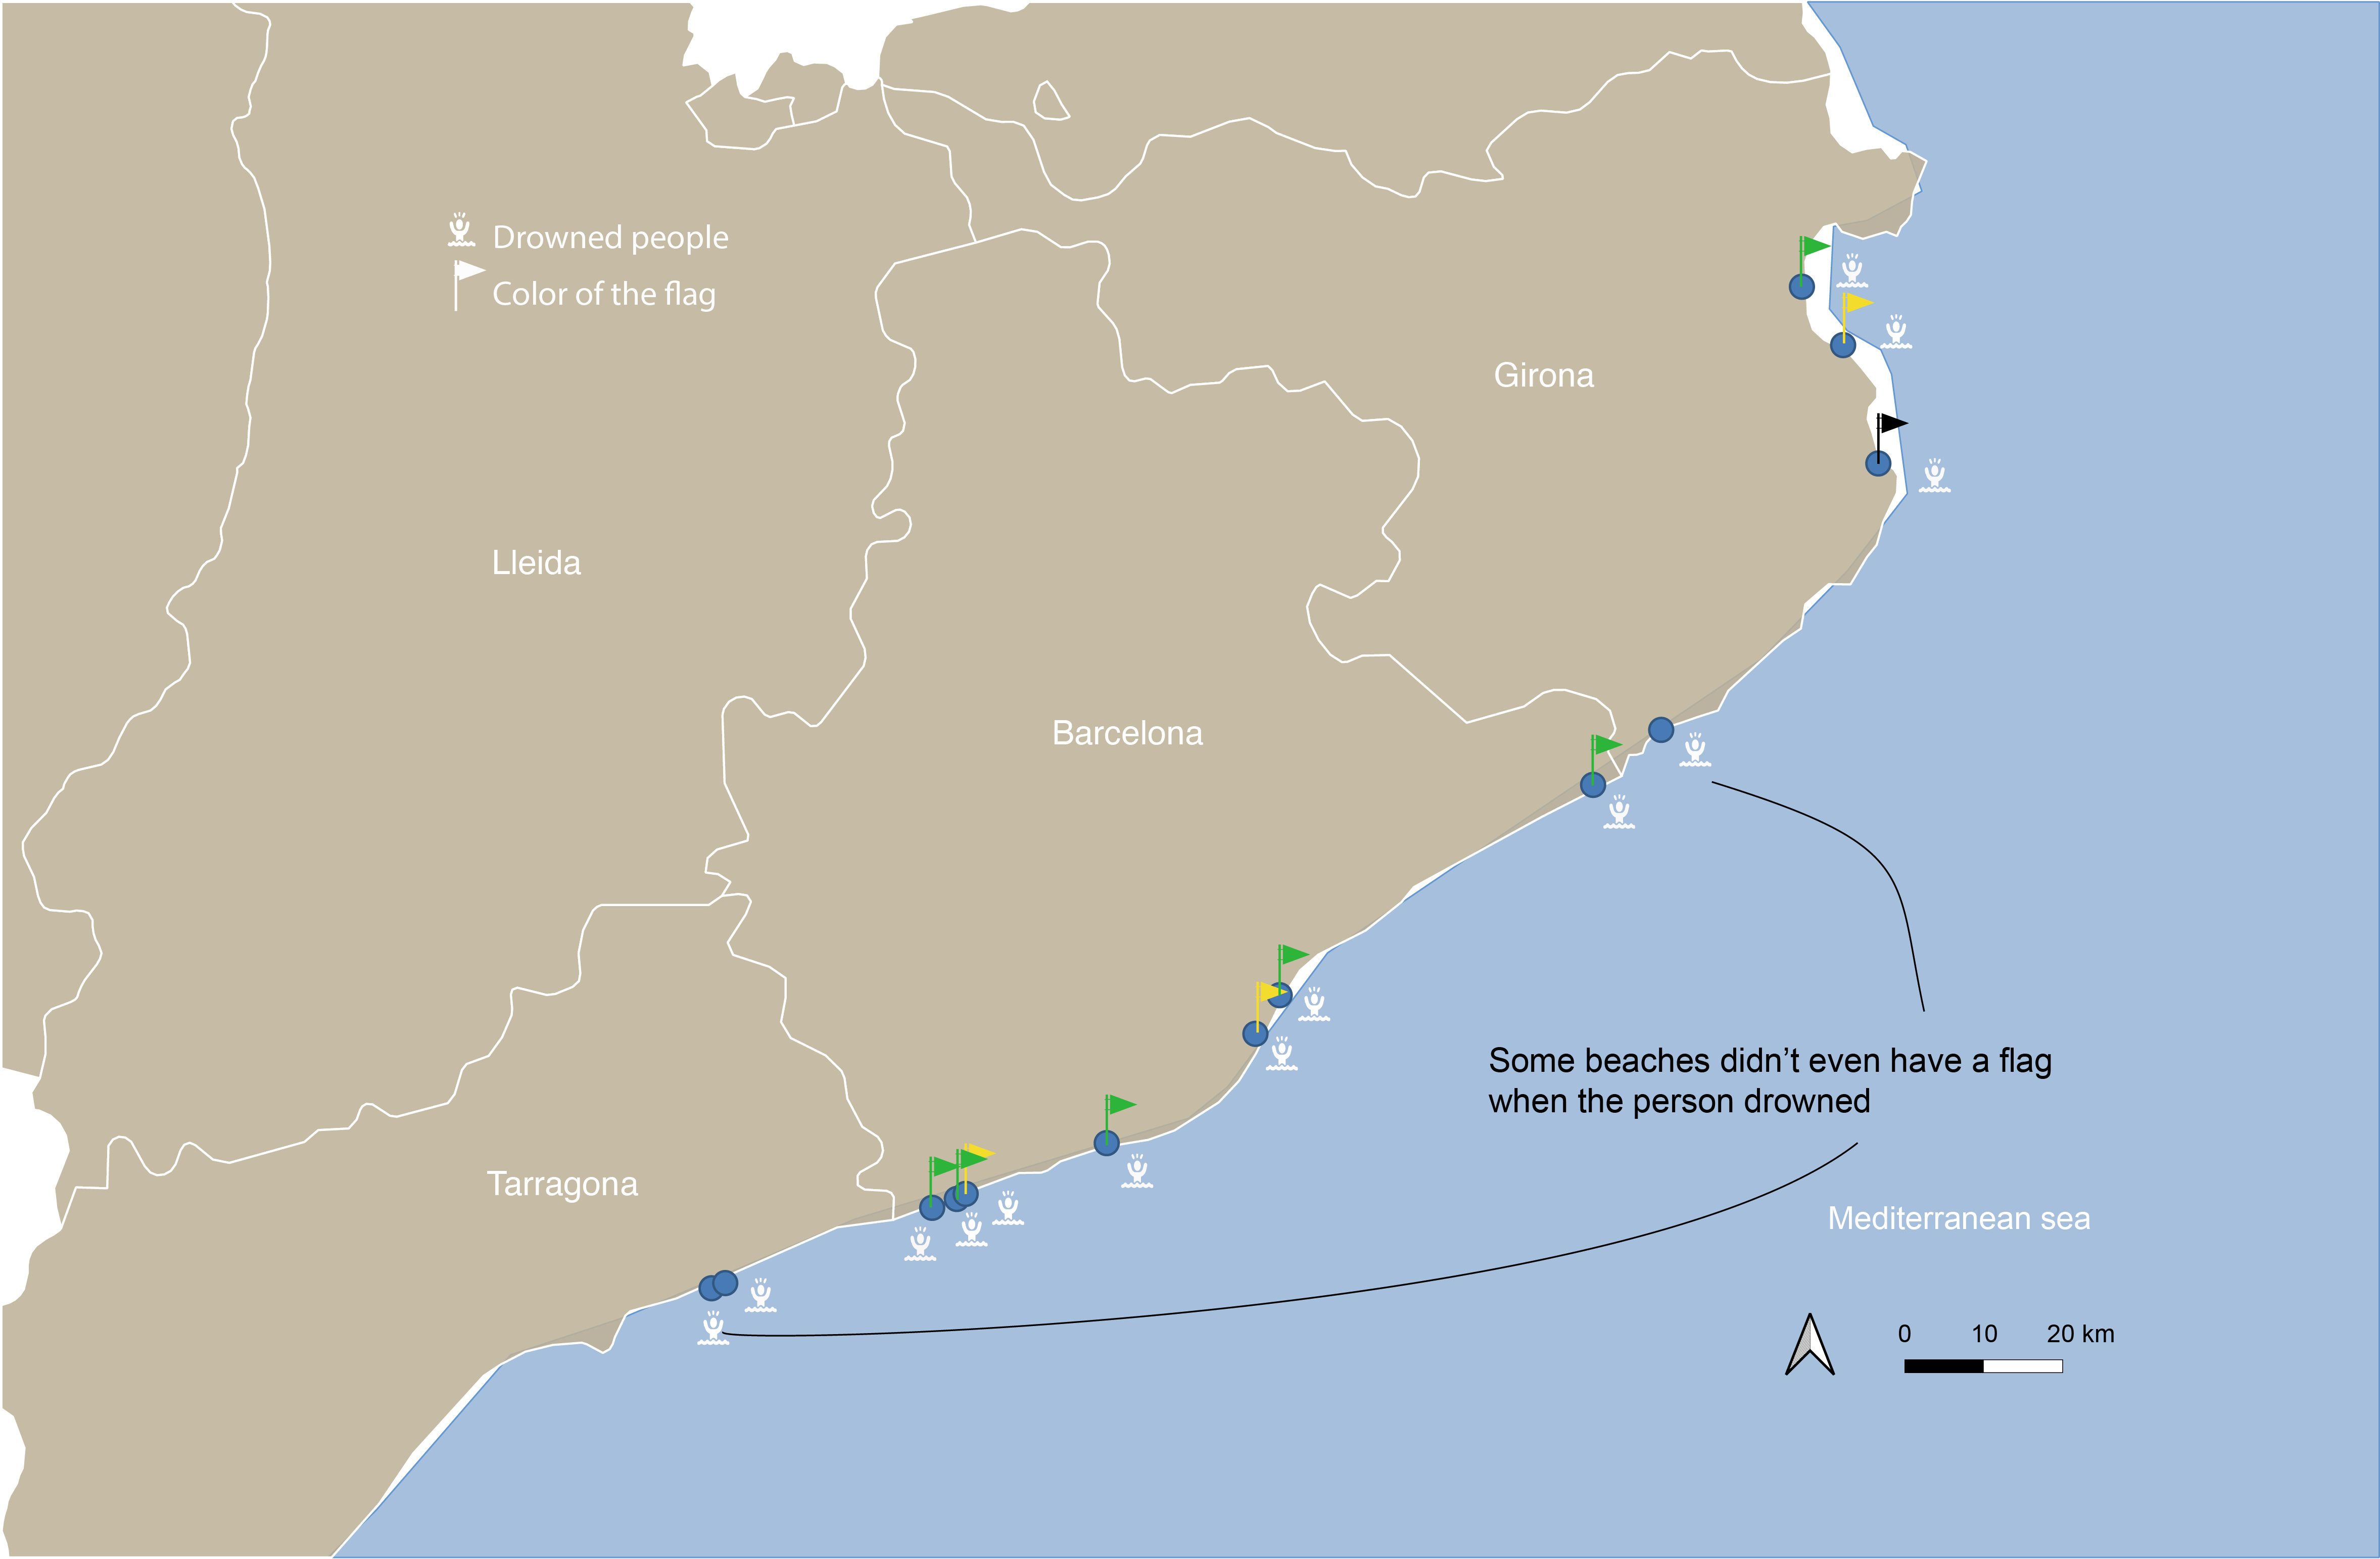 Drowned people
Color of the flag
Girona
Lleida
Barcelona
Some beaches didn’t even have a flag
when the person drowned
Tarragona
Mediterranean sea
0 10 20 km